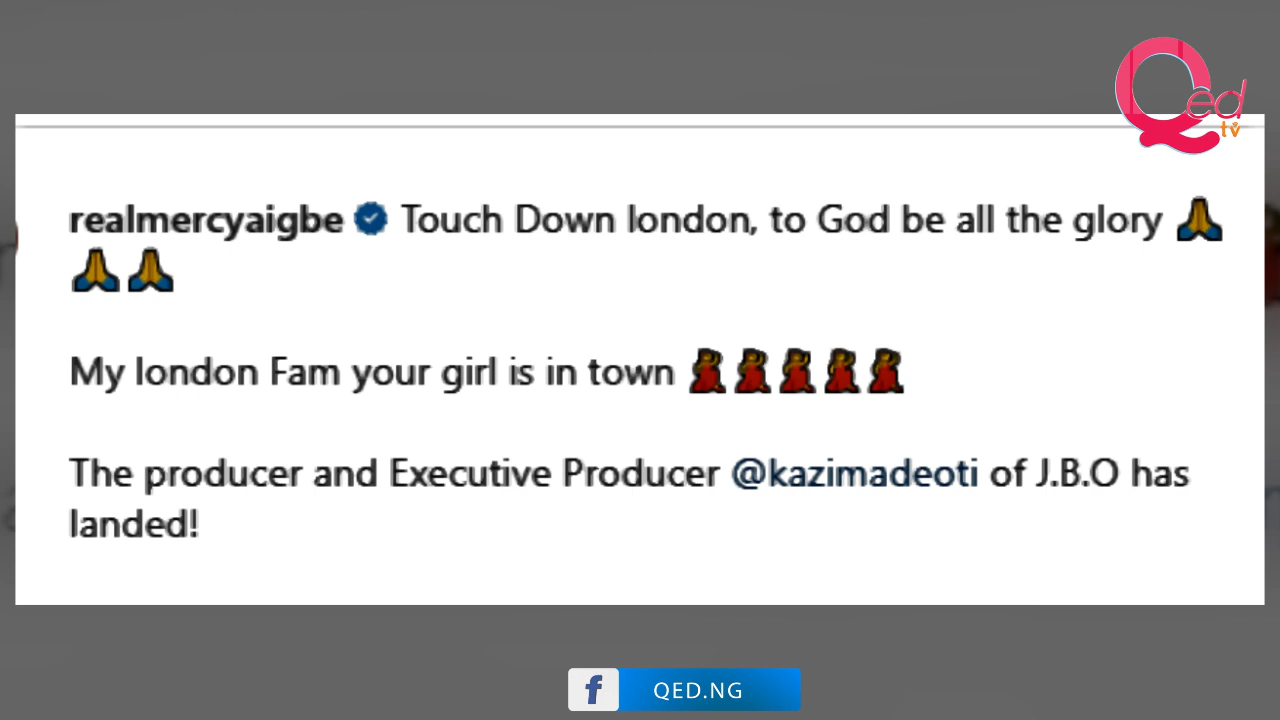 Qed
tv
realmercyaigbe Touch Down london, to God be all the glory 🙏
🙏🙏
My london Fam your girl is in town 💃💃💃💃💃
The producer and Executive Producer @kazimadeoti of J.B.O has
landed!
f QED.NG